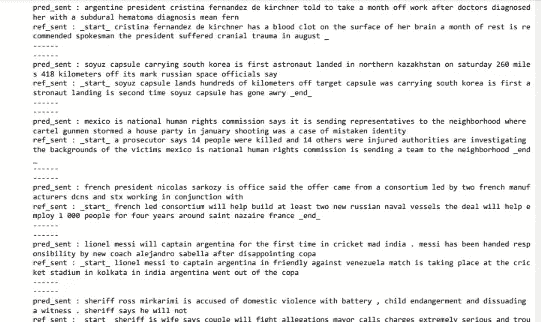 pred_sent : argentine president cristina fernandez de kirchner told to take a month off work after doctors diagnosed
her with a subdural hematoma diagnosis mean fern
ref_sent : _start_ cristina fernandez de kirchner has a blood clot on the surface of her brain a month of rest is re
commended spokesman the president suffered cranial trauma in august _
------
------
pred_sent : soyuz capsule carrying south korea is first astronaut landed in northern kazakhstan on saturday 260 mile
s 418 kilometers off its mark russian space officials say
ref_sent : _start_ soyuz capsule lands hundreds of kilometers off target capsule was carrying south korea is first a
stronaut landing is second time soyuz capsule has gone awry _end_
------
------
pred_sent : mexico is national human rights commission says it is sending representatives to the neighborhood where
cartel gunmen stormed a house party in january shooting was a case of mistaken identity
ref_sent : _start_ a prosecutor says 14 people were killed and 14 others were injured authorities are investigating
the backgrounds of the victims mexico is national human rights commission is sending a team to the neighborhood _end
_
------
------
pred_sent : french president nicolas sarkozy is office said the offer came from a consortium led by two french manuf
acturers dcns and stx working in conjunction with
ref_sent : _start_ french led consortium will help build at least two new russian naval vessels the deal will help e
mploy 1 000 people for four years around saint nazaire france _end_
------
------
pred_sent : lionel messi will captain argentina for the first time in cricket mad india . messi has been handed resp
onsibility by new coach alejandro sabella after disappointing copa
ref_sent : _start_ lionel messi to captain argentina in friendly against venezuela match is taking place at the cric
ket stadium in kolkata in india argentina went out of the copa
------
------
pred_sent : sheriff ross mirkarimi is accused of domestic violence with battery , child endangerment and dissuading
a witness . sheriff says he will not
ref_sent : _start_ sheriff is wife says couple will fight allegations mayor calls charges extremely serious and trou